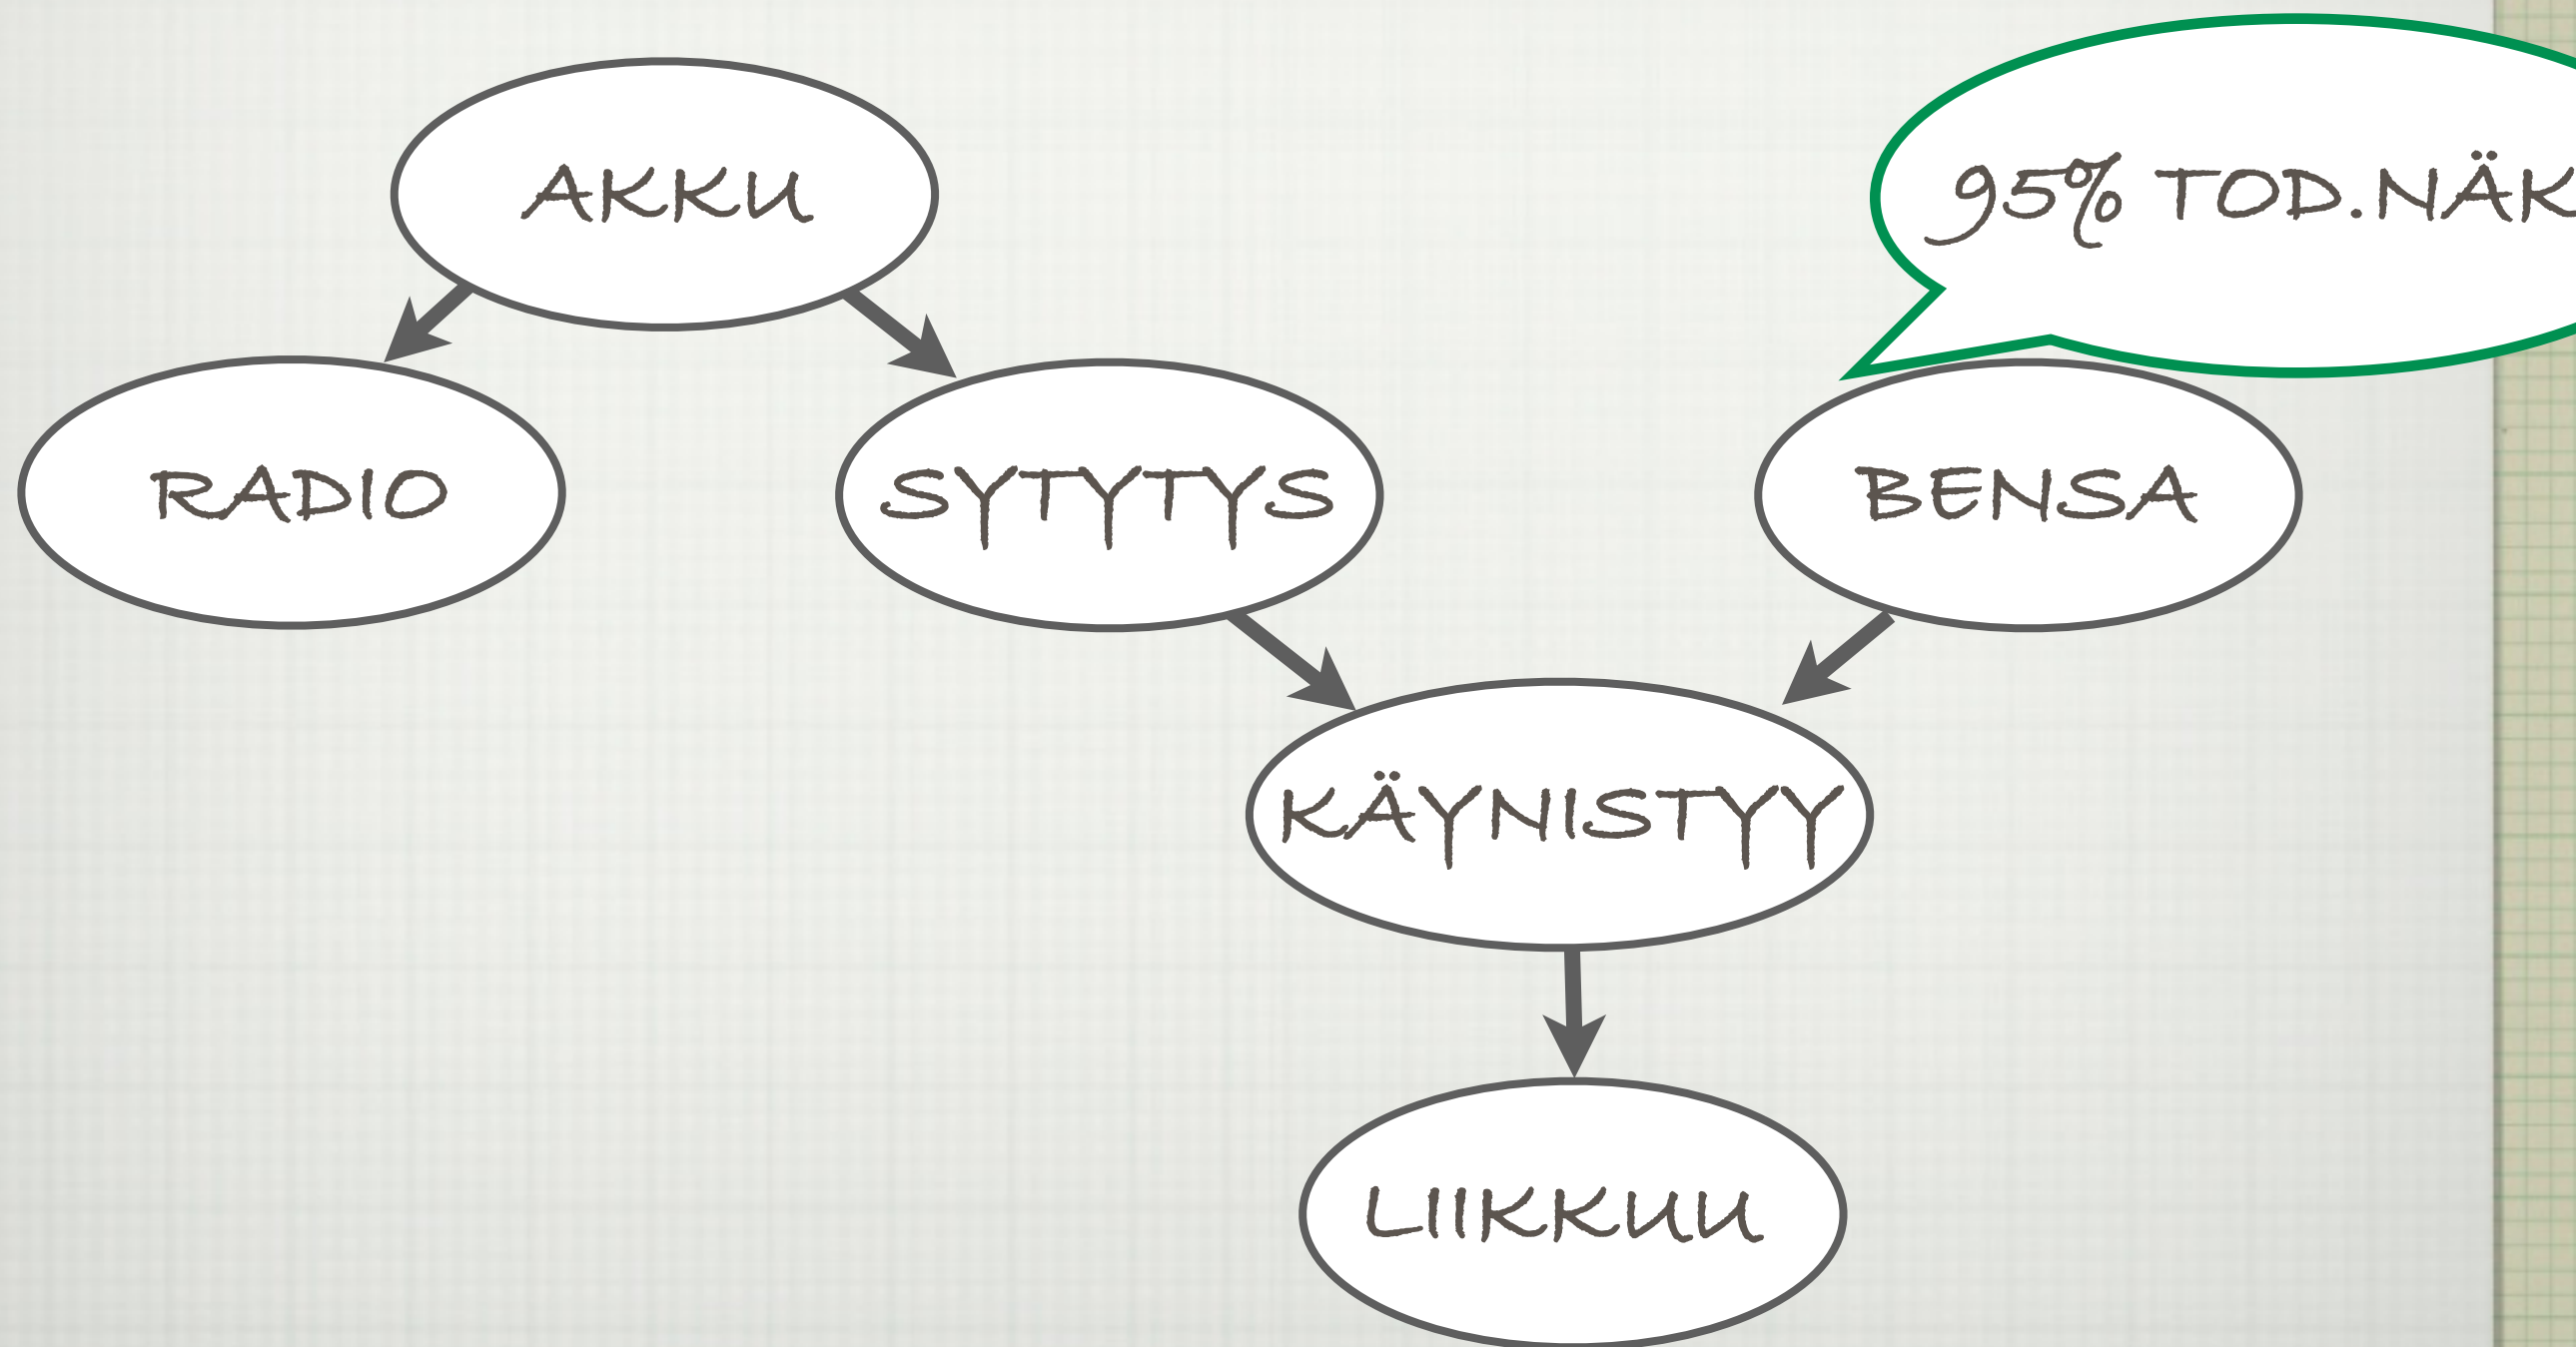 AKKU
95% TOD.NÄK
RADIO
SYTYTYS
BENSA
KÄYNISTYY
LIIKKUU